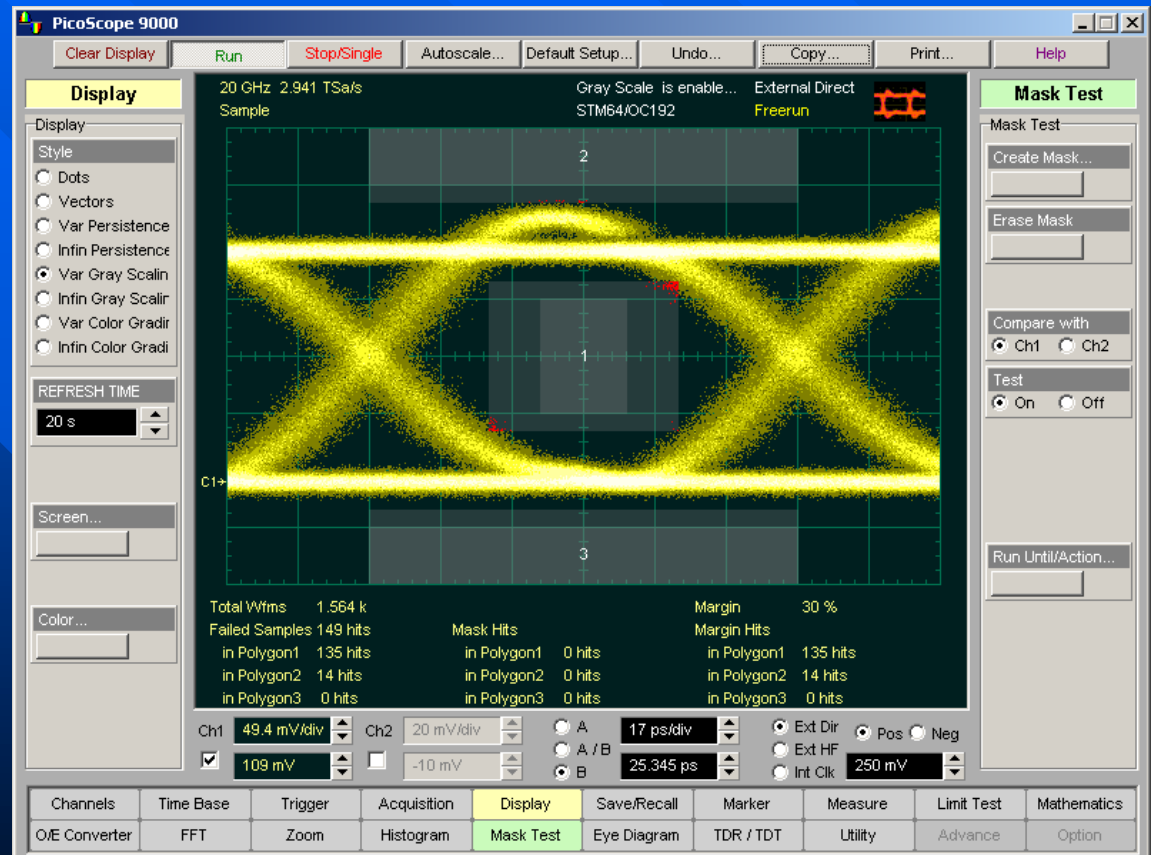 PicoScope 9000
Clear Display Run Stop/Single Autoscale... Default Setup... Undo... Copy... Print... Help
Display
Display
Style
Dots
Vectors
Var Persistence
Infin Persistence
Var Gray Scalin
Infin Gray Scalir
Var Color Gradir
Infin Color Gradi
REFRESH TIME
20 s
Screen...
Color...
20 GHz 2.941 TSa/s Gray Scale is enable... External Direct
Sample STM64/OC192 Freerun
2
1
C1
3
Total Wfms 1.564 k Margin 30 %
Failed Samples 149 hits Mask Hits Margin Hits
in Polygon1 135 hits in Polygon1 0 hits in Polygon1 135 hits
in Polygon2 14 hits in Polygon2 0 hits in Polygon2 14 hits
in Polygon3 0 hits in Polygon3 0 hits in Polygon3 0 hits
Mask Test
Mask Test
Create Mask...
Erase Mask
Compare with
Ch1 Ch2
Test
On Off
Run Until/Action...
Ch1 49.4 mV/div Ch2 20 mV/div A 17 ps/div Ext Dir Pos Neg
A / B Ext HF
109 mV -10 mV B 25.345 ps Int Clk 250 mV
Channels Time Base Trigger Acquisition Display Save/Recall Marker Measure Limit Test Mathematics
O/E Converter FFT Zoom Histogram Mask Test Eye Diagram TDR / TDT Utility Advance Option